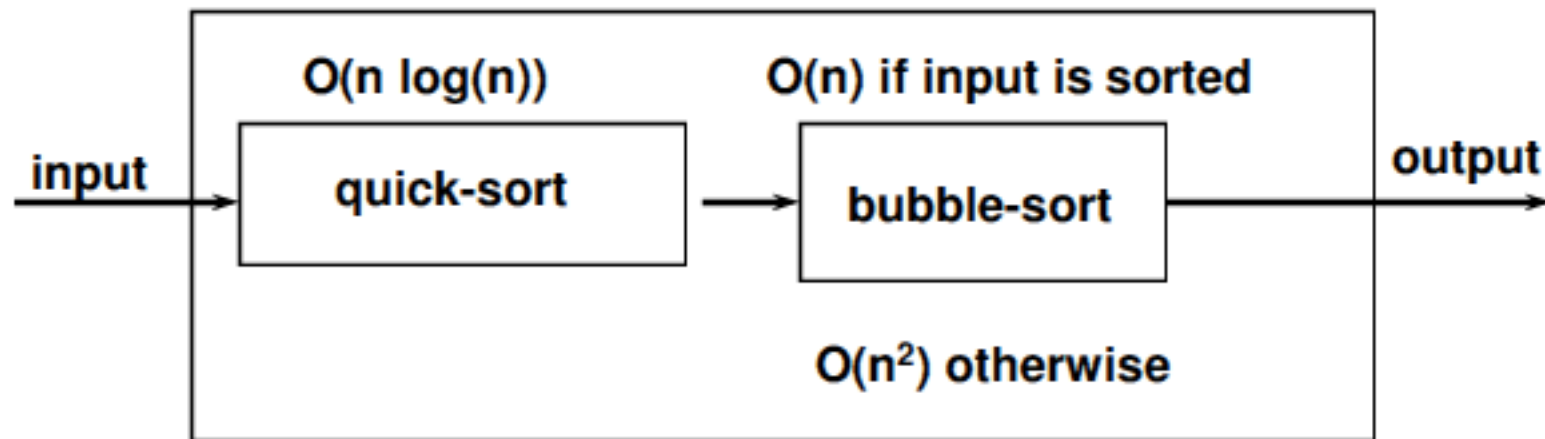 O(n log(n))
O(n) if input is sorted
input
quick-sort
bubble-sort
output
O(n²) otherwise